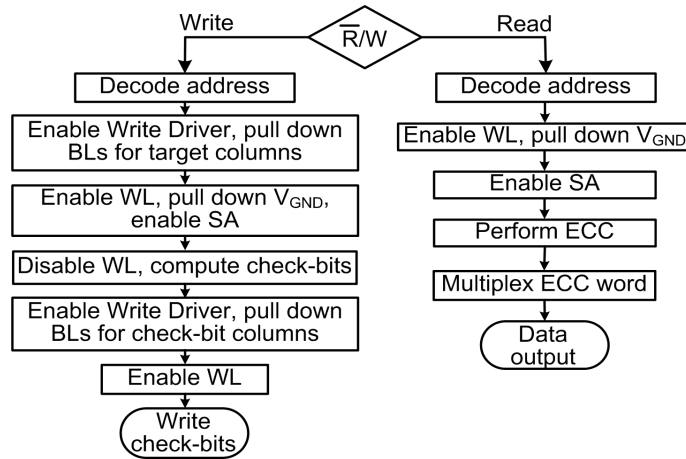 Write
R̅/W
Read
Decode address
Enable Write Driver, pull down
BLs for target columns
Enable WL, pull down VGND,
enable SA
Disable WL, compute check-bits
Enable Write Driver, pull down
BLs for check-bit columns
Enable WL
Write
check-bits
Decode address
Enable WL, pull down VGND
Enable SA
Perform ECC
Multiplex ECC word
Data
output